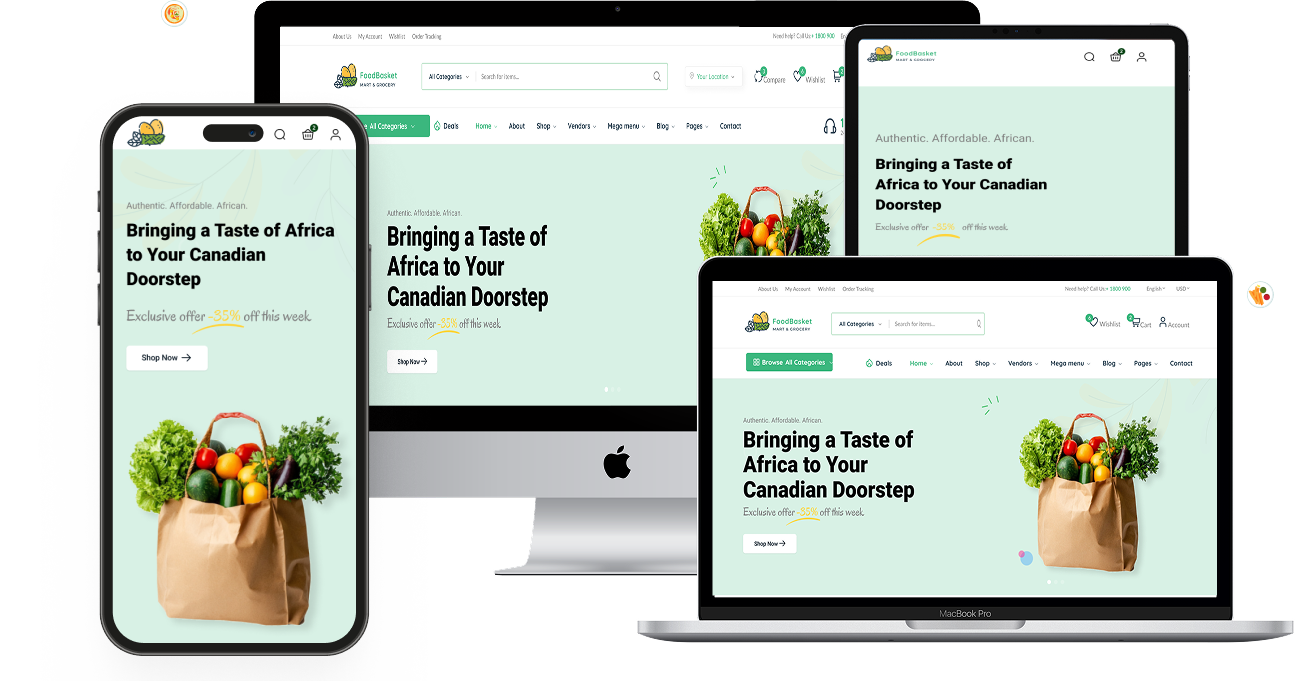 About Us My Account Wishlist Order Tracking
Need help? Call Us: + 1800 900
FoodBasket
MART & GROCERY
All Categories
Search for items...
Your Location
3
Compare
6
Wishlist
2
All Categories
Deals
Home
About
Shop
Vendors
Mega menu
Blog
Pages
Contact
Authentic. Affordable. African.
Bringing a Taste of
Africa to Your
Canadian Doorstep
Exclusive offer -35% off this week.
Shop Now
FoodBasket
MART & GROCERY
2
Authentic. Affordable. African.
Bringing a Taste of
Africa to Your Canadian
Doorstep
Exclusive offer -35% off this week.
2
Authentic. Affordable. African.
Bringing a Taste of Africa
to Your Canadian
Doorstep
Exclusive offer -35% off this week.
Shop Now
About Us My Account Wishlist Order Tracking
Need help? Call Us: + 1800 900
English
USD
FoodBasket
MART & GROCERY
All Categories
Search for items...
6
Wishlist
2
Cart
Account
Browse All Categories
Deals
Home
About
Shop
Vendors
Mega menu
Blog
Pages
Contact
Authentic. Affordable. African.
Bringing a Taste of
Africa to Your
Canadian Doorstep
Exclusive offer -35% off this week.
Shop Now
MacBook Pro